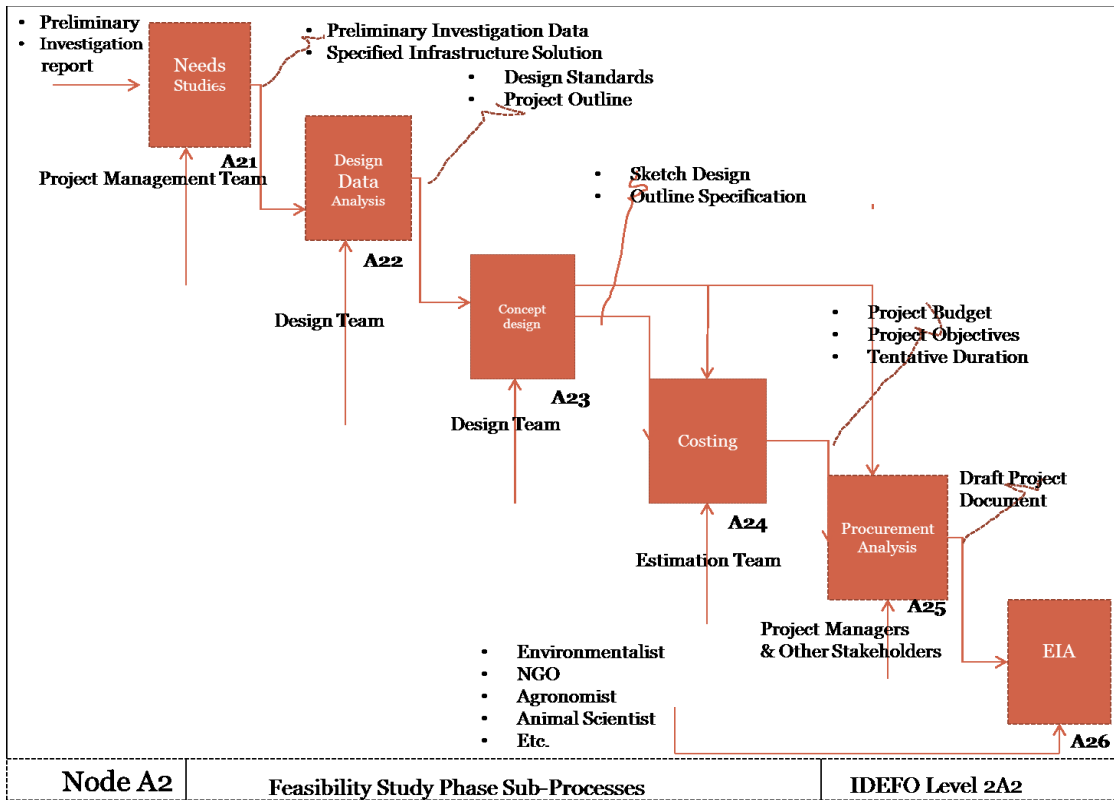 • Preliminary
• Investigation
report
Needs
Studies
A21
• Preliminary Investigation Data
• Specified Infrastructure Solution
• Design Standards
• Project Outline
Project Management Team
Design
Data
Analysis
A22
• Sketch Design
• Outline Specification
Design Team
Concept
design
A23
• Project Budget
• Project Objectives
• Tentative Duration
Design Team
Costing
A24
Draft Project
Document
Estimation Team
Procurement
Analysis
A25
Project Managers
& Other Stakeholders
EIA
A26
• Environmentalist
• NGO
• Agronomist
• Animal Scientist
• Etc.
Node A2
Feasibility Study Phase Sub-Processes
IDEFO Level 2A2